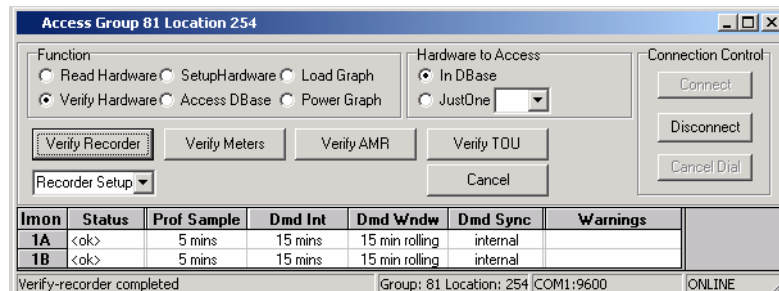 Access Group 81 Location 254
Function
Read Hardware SetupHardware Load Graph
Verify Hardware Access DBase Power Graph
Hardware to Access
In DBase
JustOne
Connection Control
Connect
Disconnect
Cancel Dial
Verify Recorder Verify Meters Verify AMR Verify TOU
Recorder Setup Cancel
Imon Status Prof Sample Dmd Int Dmd Wndw Dmd Sync Warnings
1A <ok> 5 mins 15 mins 15 min rolling internal
1B <ok> 5 mins 15 mins 15 min rolling internal
Verify-recorder completed Group: 81 Location: 254 COM1:9600 ONLINE